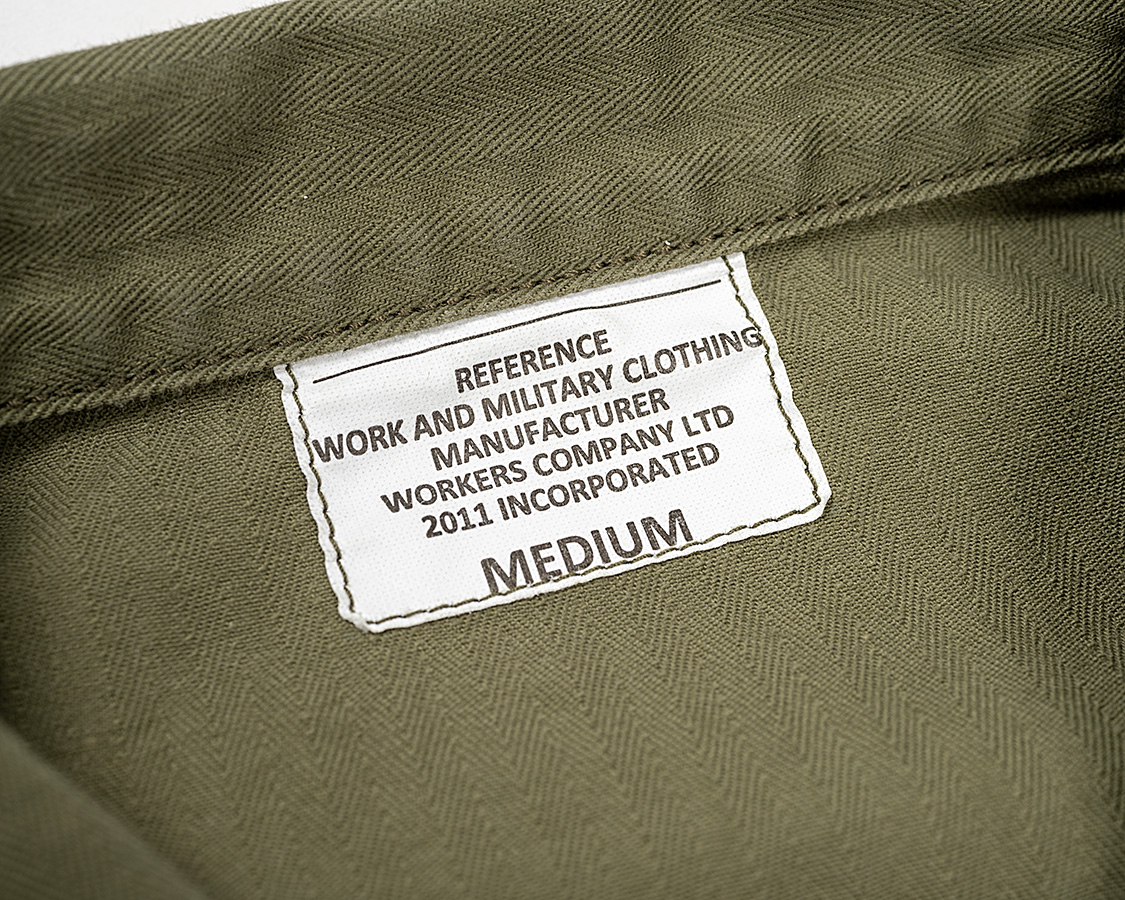 REFERENCE
WORK AND MILITARY CLOTHING
MANUFACTURER
WORKERS COMPANY LTD
2011 INCORPORATED
MEDIUM